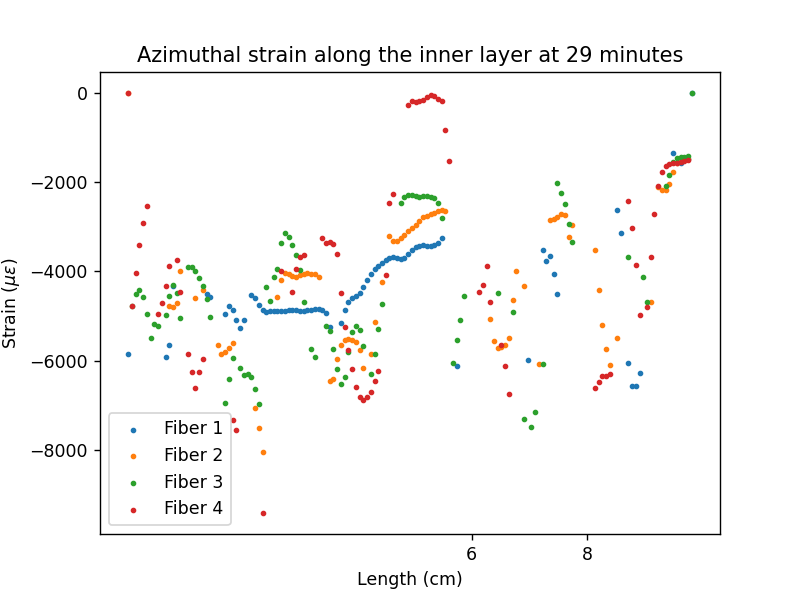 Azimuthal strain along the inner layer at 29 minutes
0
−2000
−4000
−6000
−8000
Strain (με)
Fiber 1
Fiber 2
Fiber 3
Fiber 4
6
8
Length (cm)